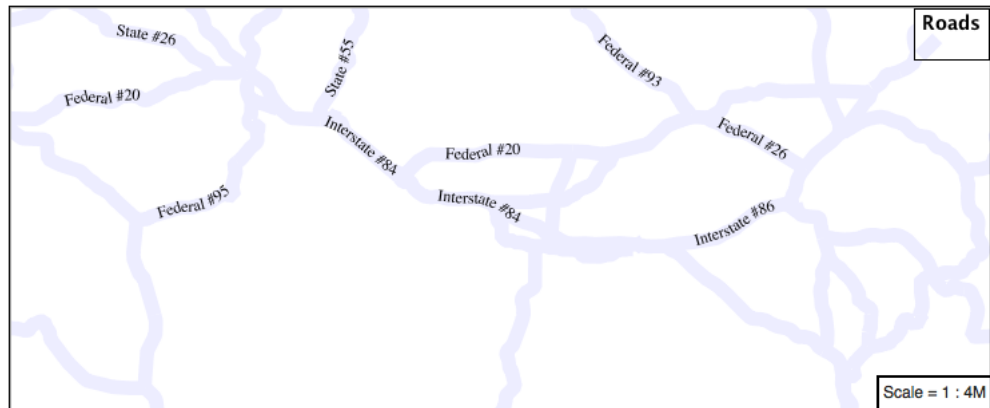 Roads
State #26
State #55
Federal #93
Federal #20
Interstate #84
Federal #20
Federal #26
Federal #95
Interstate #84
Interstate #86
Scale = 1 : 4M